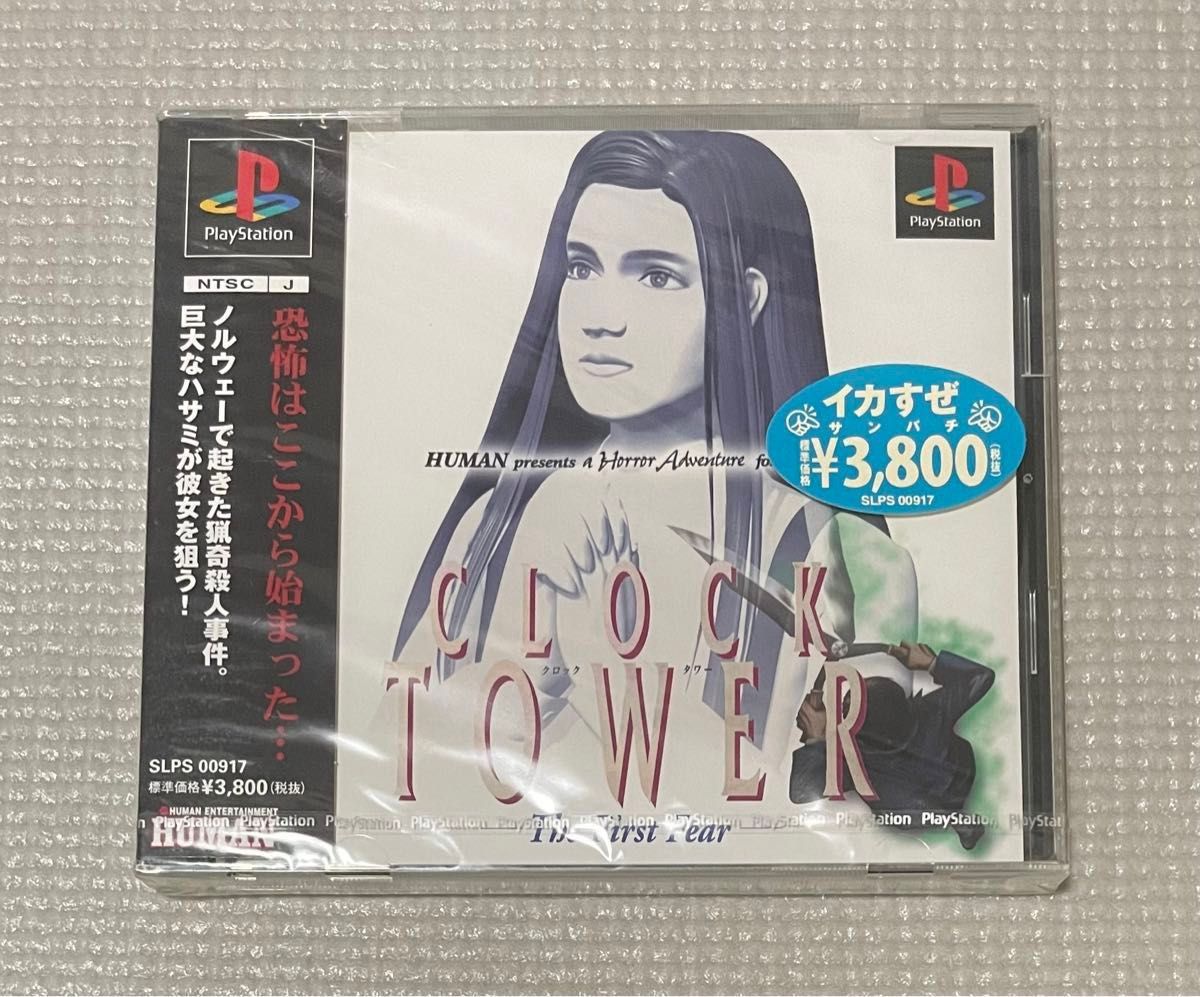 PlayStation
NTSC J
恐怖はここから始まった…
ノルウェーで起きた猟奇殺人事件。
巨大なハサミが彼女を狙う!
SLPS 00917
標準価格¥3,800(税抜)
HUMAN ENTERTAINMENT
HUMAN
PlayStation
HUMAN presents a Horror Adventure fo
イカすぜ
サンパチ
標準価格¥3,800(税抜)
SLPS 00917
CLOCK
クロック タワー
TOWER
PlayStation PlayStation PlayStation PlayStation PlayStation PlayStation PlayStation PlayStation PlayStation PlayStation PlayStat
The First Fear